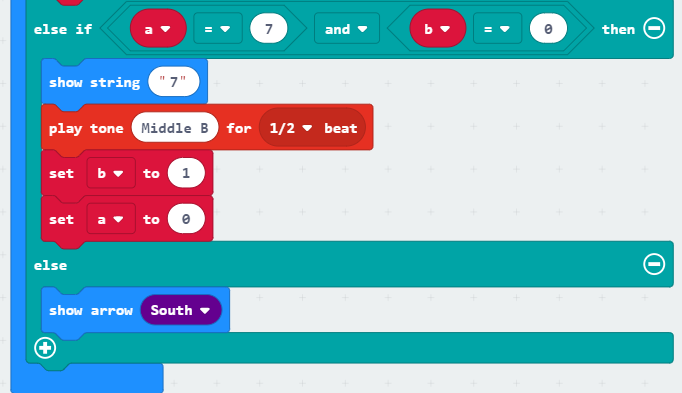 else if a = 7 and b = 0 then
show string "7"
play tone Middle B for 1/2 beat
set b to 1
set a to 0
else
show arrow South